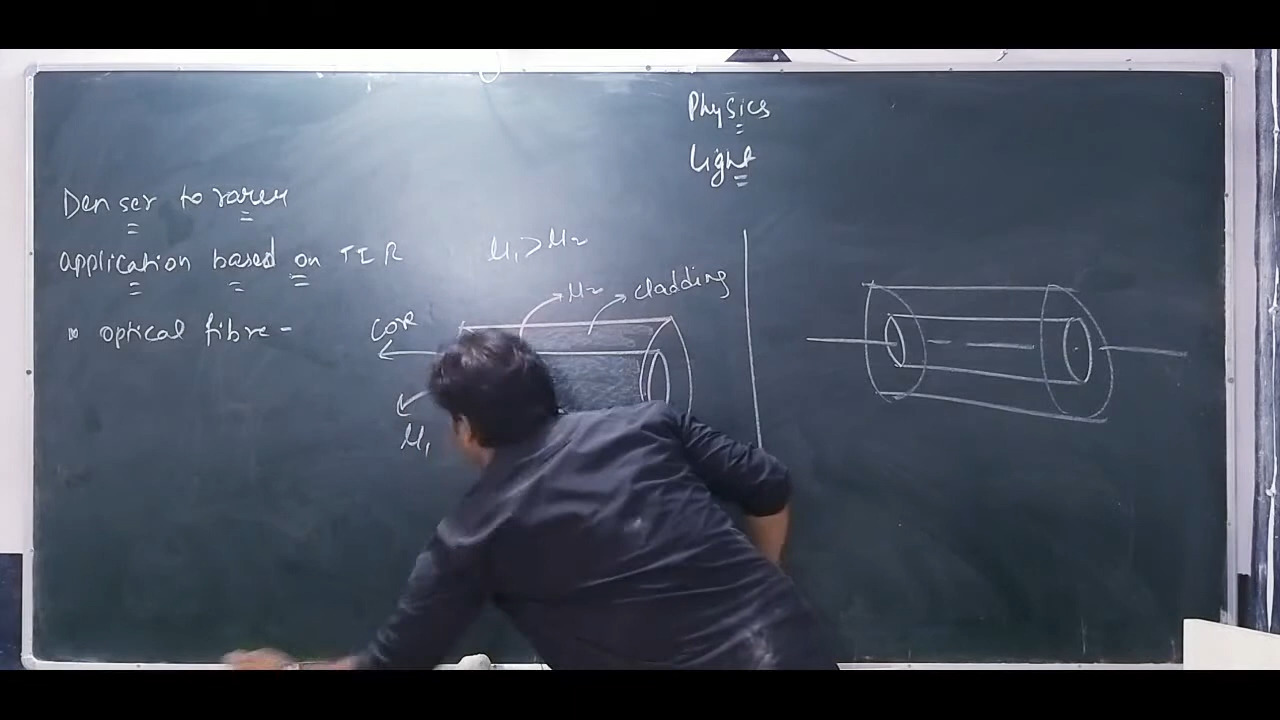 Physics
Light
Denser to rarer
application based on TIR
optical fibre -
μ₁ > μ₂
μ₂
cladding
core
μ₁